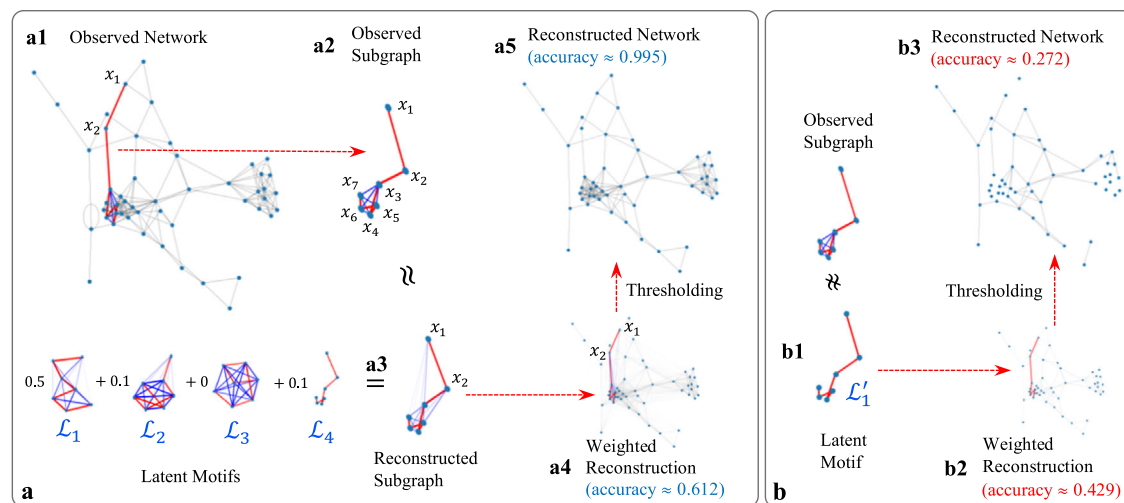 a1
Observed Network
x₁
x₂
a2
Observed
Subgraph
x₁
x₂
x₇
x₃
x₆
x₅
x₄
a5
Reconstructed Network
(accuracy ≈ 0.995)
≈
Thresholding
0.5
+ 0.1
+ 0
+ 0.1
=
ℒ₁
ℒ₂
ℒ₃
ℒ₄
Latent Motifs
a3
x₁
x₂
Reconstructed
Subgraph
x₁
x₂
a4
Weighted
Reconstruction
(accuracy ≈ 0.612)
a
b3
Reconstructed Network
(accuracy ≈ 0.272)
Observed
Subgraph
≉
Thresholding
b1
ℒ₁′
Latent
Motif
b2
Weighted
Reconstruction
(accuracy ≈ 0.429)
b